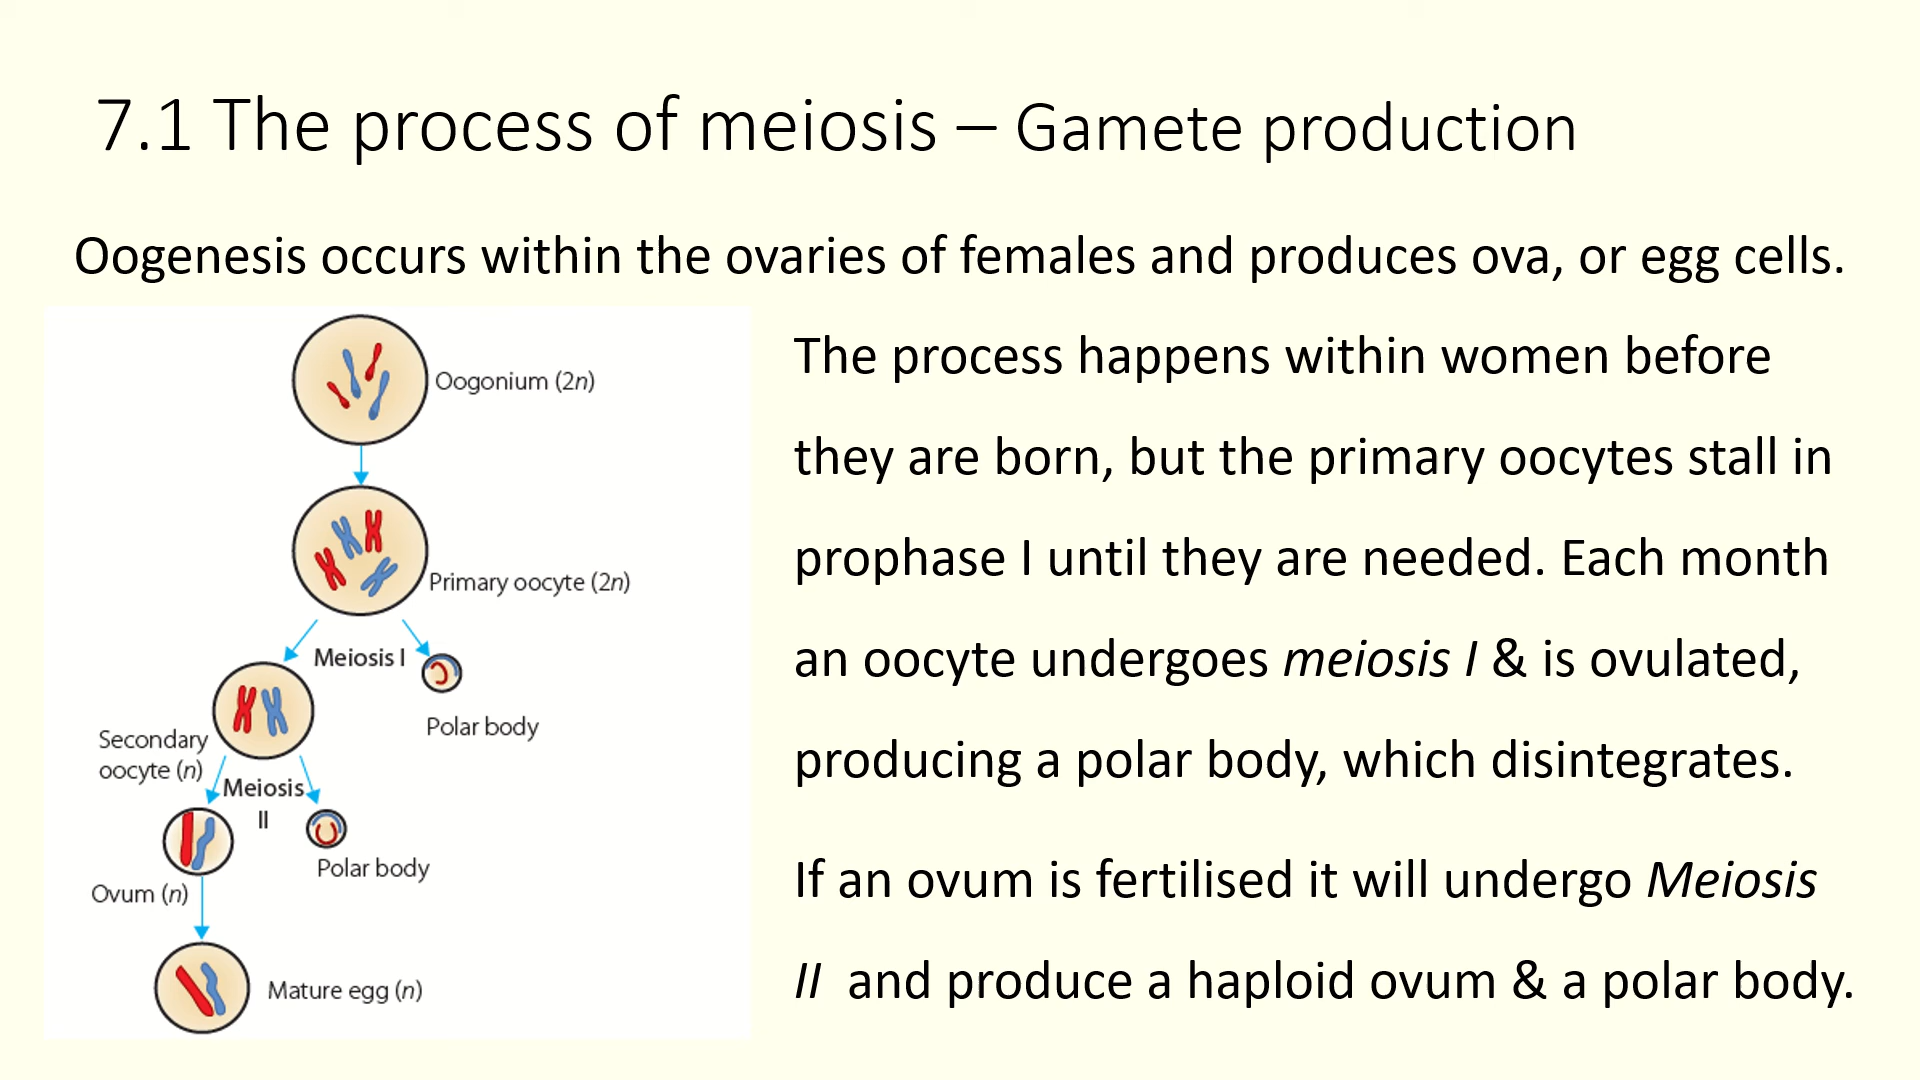 7.1 The process of meiosis – Gamete production
Oogenesis occurs within the ovaries of females and produces ova, or egg cells.
Oogonium (2n)
Primary oocyte (2n)
Meiosis I
Polar body
Secondary
oocyte (n)
Meiosis
II
Polar body
Ovum (n)
Mature egg (n)
The process happens within women before
they are born, but the primary oocytes stall in
prophase I until they are needed. Each month
an oocyte undergoes meiosis I & is ovulated,
producing a polar body, which disintegrates.
If an ovum is fertilised it will undergo Meiosis
II and produce a haploid ovum & a polar body.